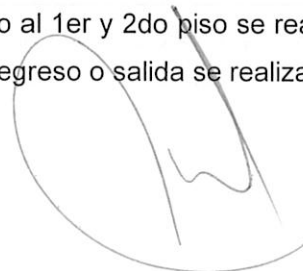 o al 1er y 2do piso se rea
egreso o salida se realiza